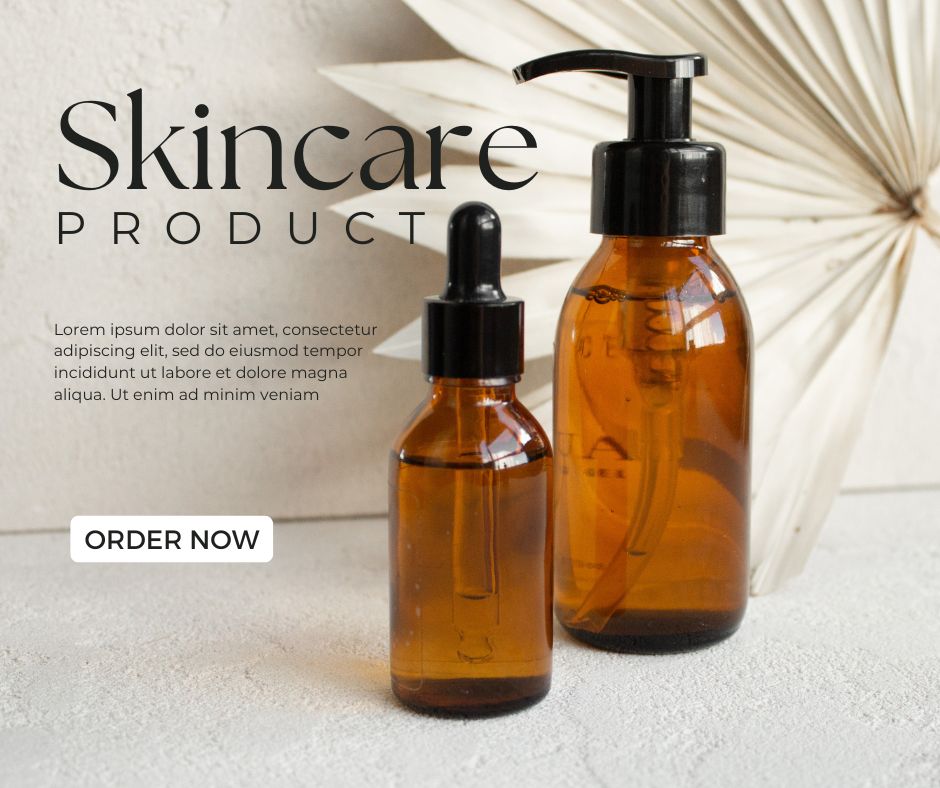 Skincare
PRODUCT
Lorem ipsum dolor sit amet, consectetur
adipiscing elit, sed do eiusmod tempor
incididunt ut labore et dolore magna
aliqua. Ut enim ad minim veniam
ORDER NOW